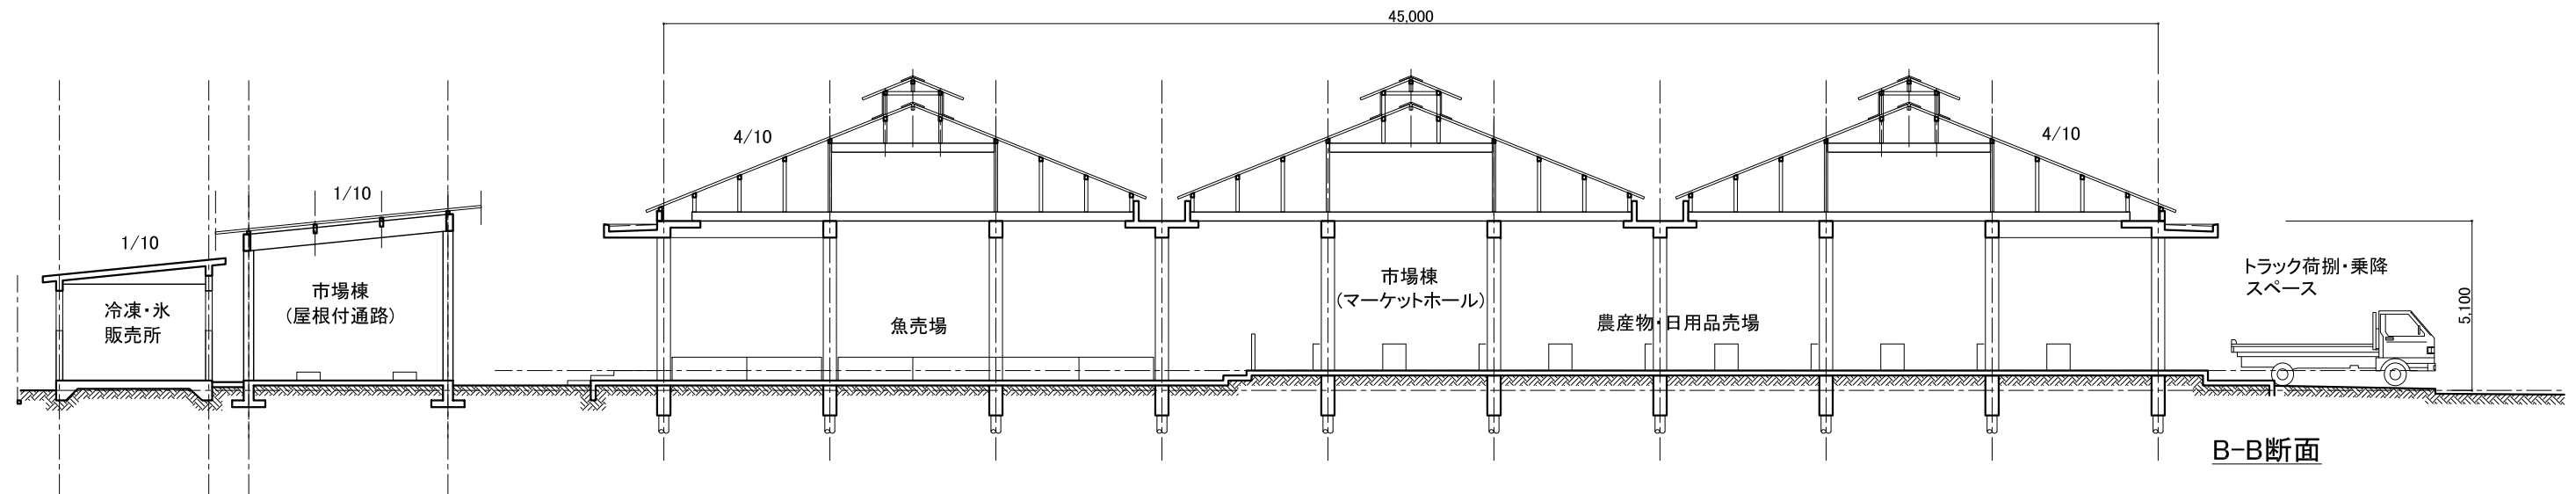 45,000
4/10
4/10
1/10
1/10
冷凍・氷
販売所
市場棟
(屋根付通路)
魚売場
市場棟
(マーケットホール)
農産物・日用品売場
トラック荷捌・乗降
スペース
5,100
B-B断面